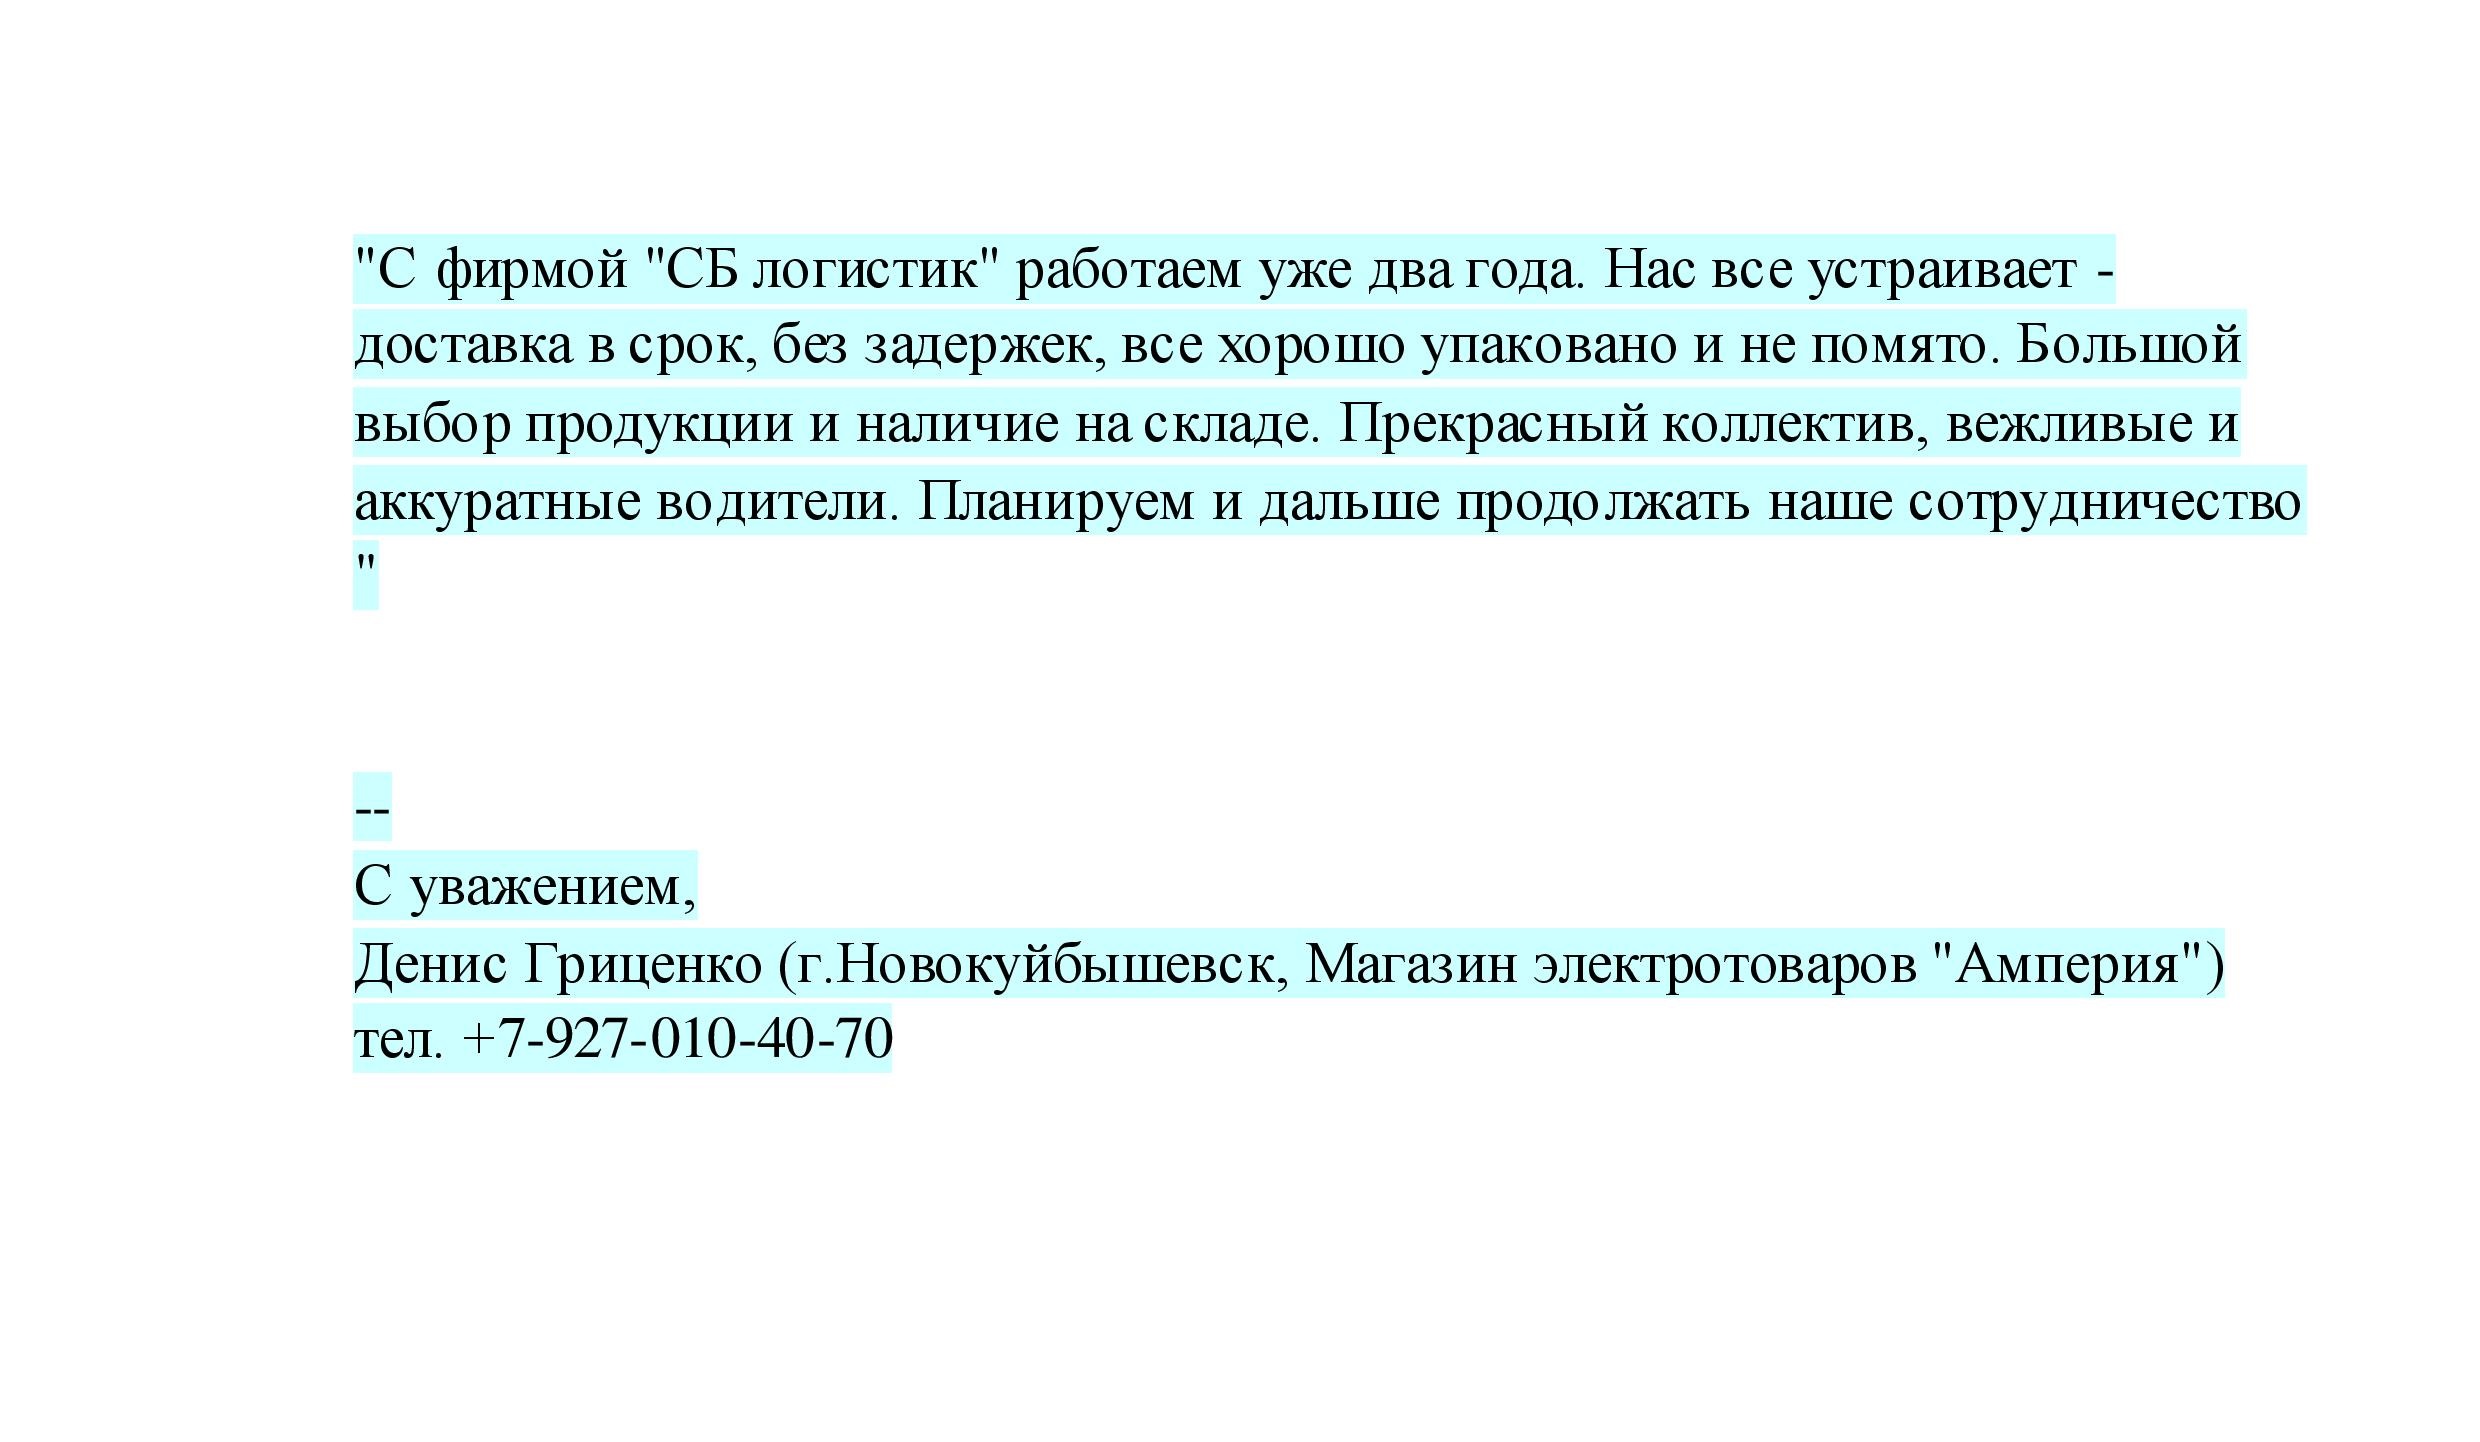 "С фирмой "СБ логистик" работаем уже два года. Нас все устраивает -
доставка в срок, без задержек, все хорошо упаковано и не помято. Большой
выбор продукции и наличие на складе. Прекрасный коллектив, вежливые и
аккуратные водители. Планируем и дальше продолжать наше сотрудничество
"
--
С уважением,
Денис Гриценко (г.Новокуйбышевск, Магазин электротоваров "Амперия")
тел. +7-927-010-40-70